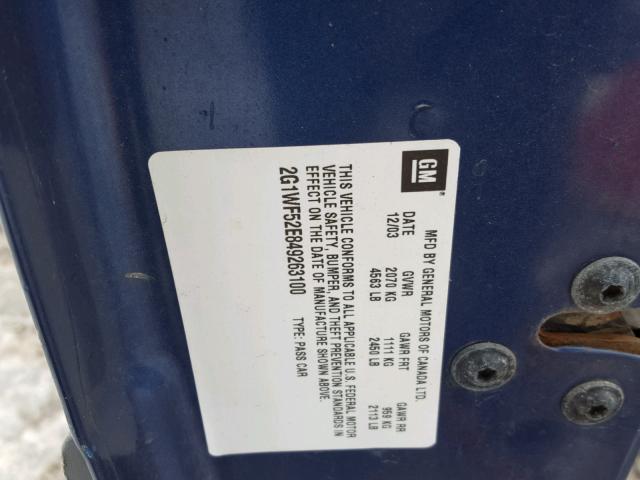 GM
MFD BY GENERAL MOTORS OF CANADA LTD.
DATE GVWR GAWR FRT GAWR RR
12/03 2070 KG 1111 KG 959 KG
4563 LB 2450 LB 2113 LB
THIS VEHICLE CONFORMS TO ALL APPLICABLE U.S. FEDERAL MOTOR
VEHICLE SAFETY, BUMPER, AND THEFT PREVENTION STANDARDS IN
EFFECT ON THE DATE OF MANUFACTURE SHOWN ABOVE.
2G1WF52E849263100 TYPE: PASS CAR